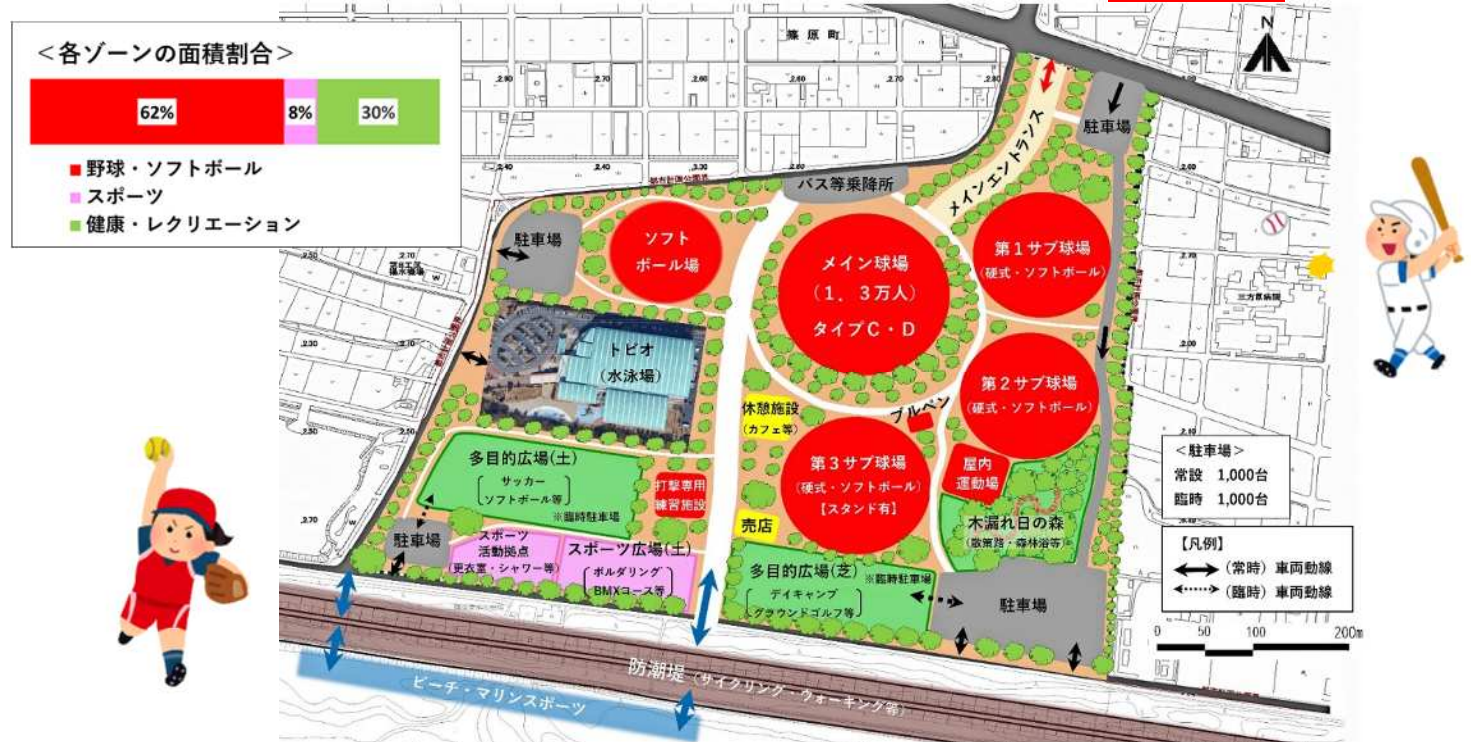 ＜各ゾーンの面積割合＞
62%
8%
30%
■野球・ソフトボール
■スポーツ
■健康・レクリエーション
篠原町
N
駐車場
メインエントランス
バス等乗降所
駐車場
ソフト
ボール場
メイン球場
（１．３万人）
タイプC・D
第１サブ球場
(硬式・ソフトボール)
トビオ
(水泳場)
第２サブ球場
(硬式・ソフトボール)
三方原病院
休憩施設
(カフェ等)
ブルペン
多目的広場(土)
サッカー
ソフトボール等
※臨時駐車場
打撃専用
練習施設
第３サブ球場
(硬式・ソフトボール)
【スタンド有】
屋内
運動場
木漏れ日の森
(散策路・森林浴等)
売店
駐車場
スポーツ
活動拠点
(更衣室・シャワー等)
スポーツ広場(土)
ボルダリング
BMXコース等
多目的広場(芝)
※臨時駐車場
デイキャンプ
グラウンドゴルフ等
駐車場
＜駐車場＞
常設 1,000台
臨時 1,000台
【凡例】
(常時) 車両動線
(臨時) 車両動線
0 50 100 200m
防潮堤 (サイクリング・ウォーキング等)
ビーチ・マリンスポーツ